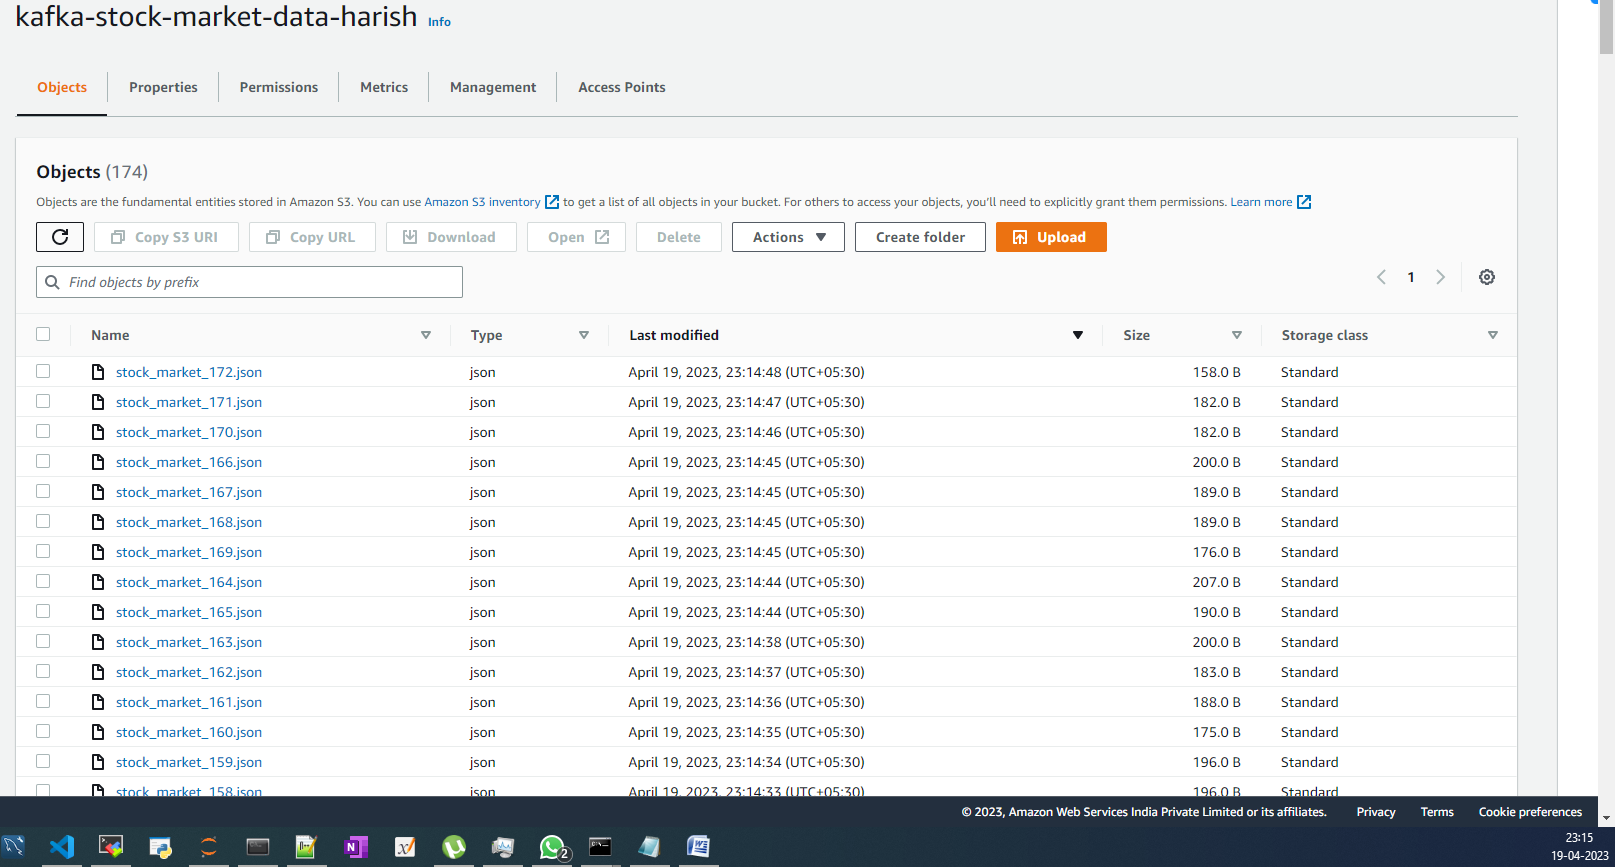 kafka-stock-market-data-harish Info
Objects Properties Permissions Metrics Management Access Points
Objects (174)
Objects are the fundamental entities stored in Amazon S3. You can use Amazon S3 inventory to get a list of all objects in your bucket. For others to access your objects, you'll need to explicitly grant them permissions. Learn more
Copy S3 URI Copy URL Download Open Delete Actions Create folder Upload
Find objects by prefix 1
Name Type Last modified Size Storage class
stock_market_172.json json April 19, 2023, 23:14:48 (UTC+05:30) 158.0 B Standard
stock_market_171.json json April 19, 2023, 23:14:47 (UTC+05:30) 182.0 B Standard
stock_market_170.json json April 19, 2023, 23:14:46 (UTC+05:30) 182.0 B Standard
stock_market_166.json json April 19, 2023, 23:14:45 (UTC+05:30) 200.0 B Standard
stock_market_167.json json April 19, 2023, 23:14:45 (UTC+05:30) 189.0 B Standard
stock_market_168.json json April 19, 2023, 23:14:45 (UTC+05:30) 189.0 B Standard
stock_market_169.json json April 19, 2023, 23:14:45 (UTC+05:30) 176.0 B Standard
stock_market_164.json json April 19, 2023, 23:14:44 (UTC+05:30) 207.0 B Standard
stock_market_165.json json April 19, 2023, 23:14:44 (UTC+05:30) 190.0 B Standard
stock_market_163.json json April 19, 2023, 23:14:38 (UTC+05:30) 200.0 B Standard
stock_market_162.json json April 19, 2023, 23:14:37 (UTC+05:30) 183.0 B Standard
stock_market_161.json json April 19, 2023, 23:14:36 (UTC+05:30) 188.0 B Standard
stock_market_160.json json April 19, 2023, 23:14:35 (UTC+05:30) 175.0 B Standard
stock_market_159.json json April 19, 2023, 23:14:34 (UTC+05:30) 196.0 B Standard
stock_market_158.json json April 19, 2023, 23:14:33 (UTC+05:30) 196.0 B Standard
© 2023, Amazon Web Services India Private Limited or its affiliates. Privacy Terms Cookie preferences
2
23:15
19-04-2023